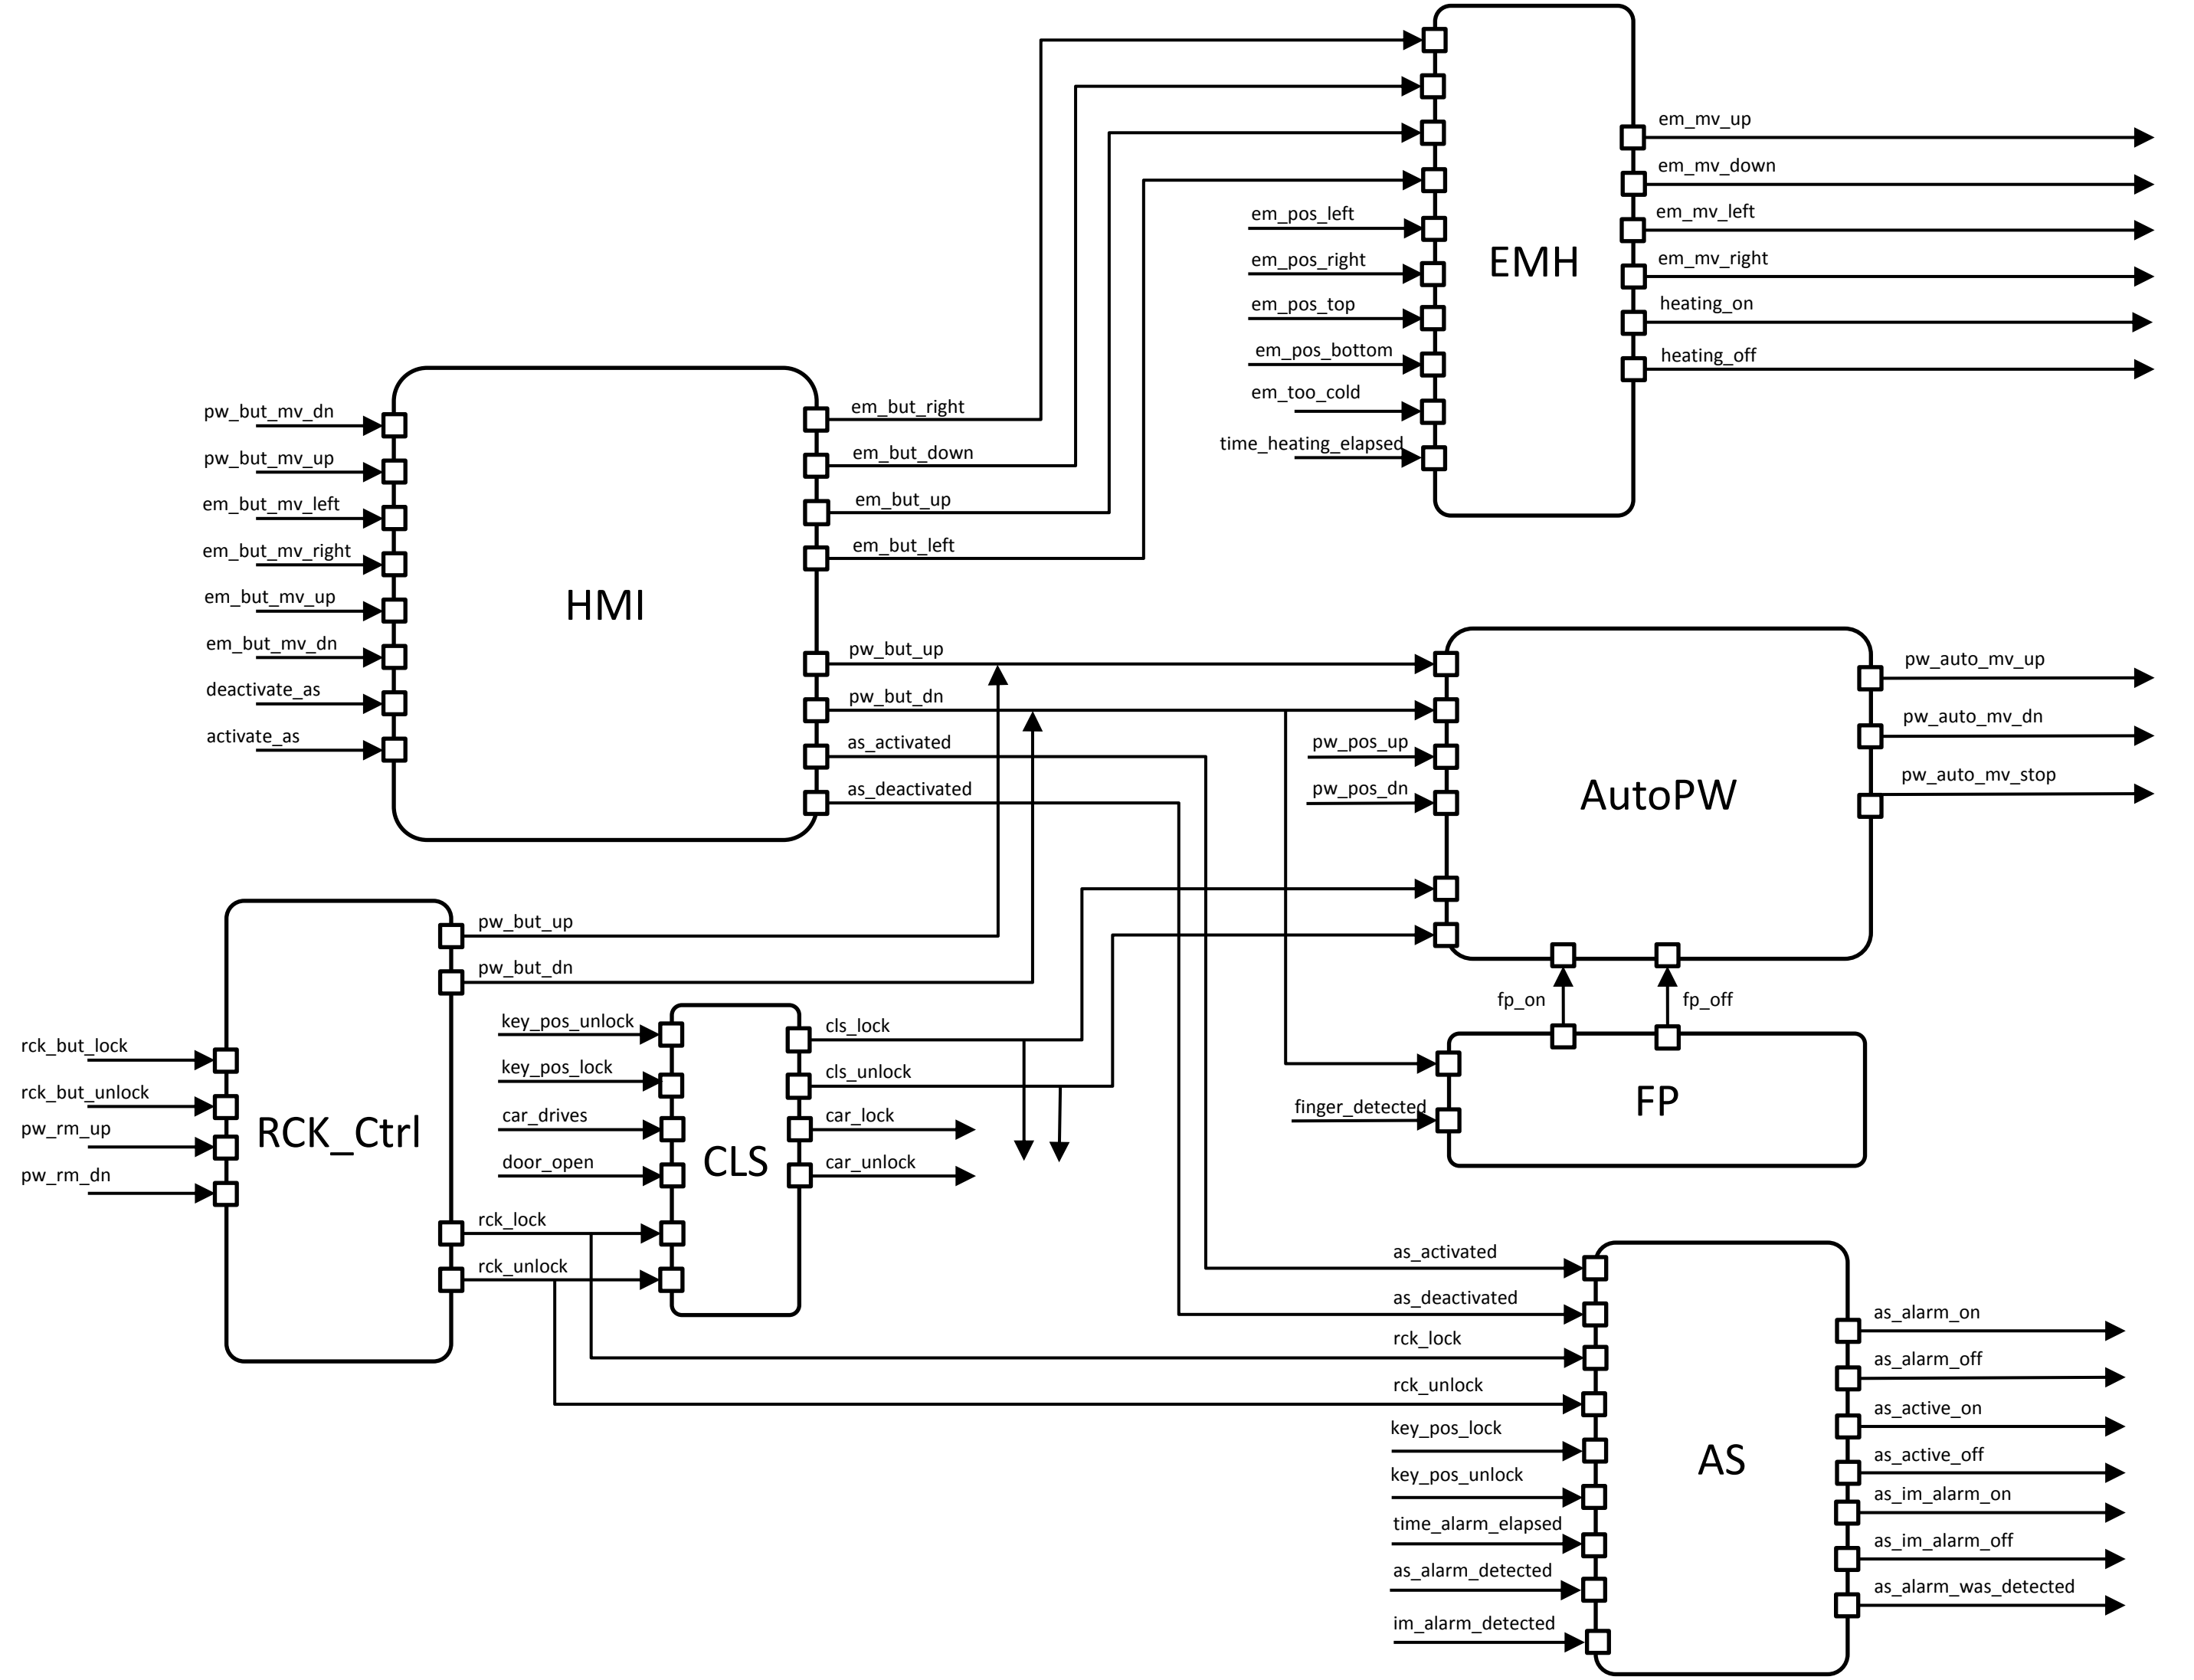 em_mv_up
em_mv_down
em_mv_left
em_mv_right
heating_on
heating_off
em_pos_left
em_pos_right
em_pos_top
em_pos_bottom
em_too_cold
time_heating_elapsed
EMH
pw_but_mv_dn
pw_but_mv_up
em_but_mv_left
em_but_mv_right
em_but_mv_up
em_but_mv_dn
deactivate_as
activate_as
HMI
em_but_right
em_but_down
em_but_up
em_but_left
pw_but_up
pw_but_dn
as_activated
as_deactivated
pw_pos_up
pw_pos_dn
AutoPW
pw_auto_mv_up
pw_auto_mv_dn
pw_auto_mv_stop
fp_on
fp_off
finger_detected
FP
rck_but_lock
rck_but_unlock
pw_rm_up
pw_rm_dn
RCK_Ctrl
pw_but_up
pw_but_dn
rck_lock
rck_unlock
key_pos_unlock
key_pos_lock
car_drives
door_open
CLS
cls_lock
cls_unlock
car_lock
car_unlock
as_activated
as_deactivated
rck_lock
rck_unlock
key_pos_lock
key_pos_unlock
time_alarm_elapsed
as_alarm_detected
im_alarm_detected
AS
as_alarm_on
as_alarm_off
as_active_on
as_active_off
as_im_alarm_on
as_im_alarm_off
as_alarm_was_detected